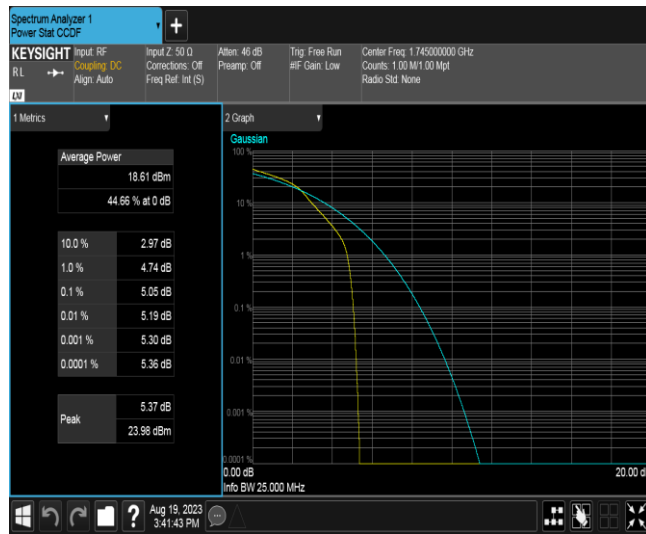 Spectrum Analyzer 1
Power Stat CCDF
+
KEYSIGHT
Input: RF
Coupling: DC
Align: Auto
Input Z: 50 Ω
Corrections: Off
Freq Ref: Int (S)
Atten: 46 dB
Preamp: Off
Trig: Free Run
#IF Gain: Low
Center Freq: 1.745000000 GHz
Counts: 1.00 M/1.00 Mpt
Radio Std: None
R L
LXI
1 Metrics
Average Power
18.61 dBm
44.66 % at 0 dB
10.0 % 2.97 dB
1.0 % 4.74 dB
0.1 % 5.05 dB
0.01 % 5.19 dB
0.001 % 5.30 dB
0.0001 % 5.36 dB
Peak
5.37 dB
23.98 dBm
2 Graph
Gaussian
100 %
10 %
1 %
0.1 %
0.01 %
0.001 %
0.0001 %
0.00 dB
20.00 d
Info BW 25.000 MHz
?
Aug 19, 2023
3:41:43 PM